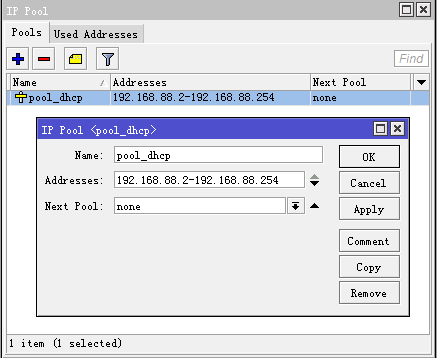 IP Pool
Pools Used Addresses
Find
Name Addresses Next Pool
pool_dhcp 192.168.88.2-192.168.88.254 none
IP Pool <pool_dhcp>
Name: pool_dhcp OK
Addresses: 192.168.88.2-192.168.88.254 Cancel
Next Pool: none Apply
Comment
Copy
Remove
1 item (1 selected)